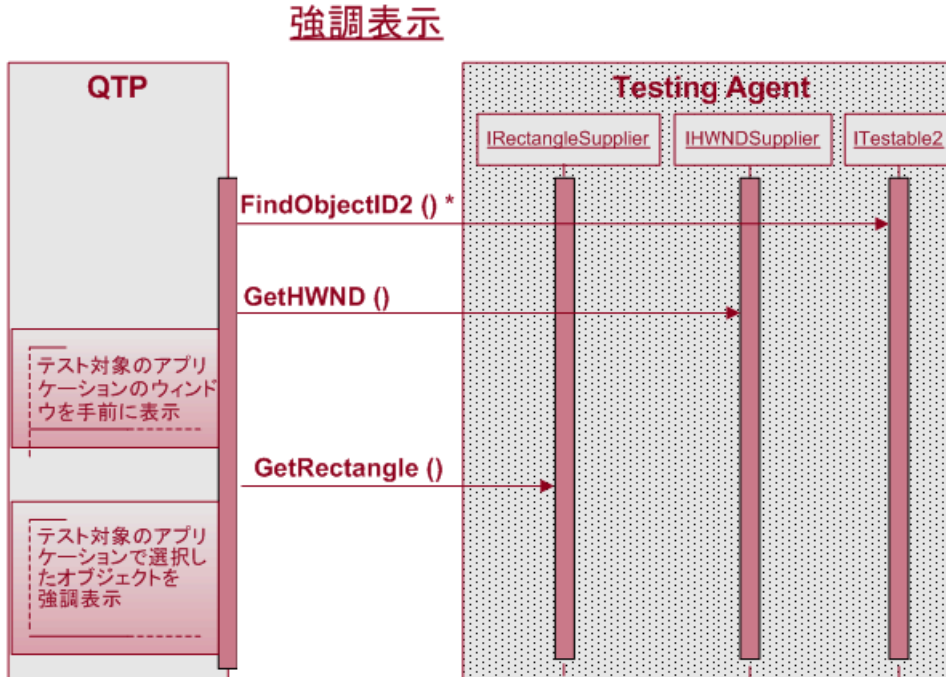 強調表示
QTP
Testing Agent
IRectangleSupplier
IHWNDSupplier
ITestable2
FindObjectID2 () *
GetHWND ()
テスト対象のアプリ
ケーションのウィンド
ウを手前に表示
GetRectangle ()
テスト対象のアプリ
ケーションで選択し
たオブジェクトを
強調表示